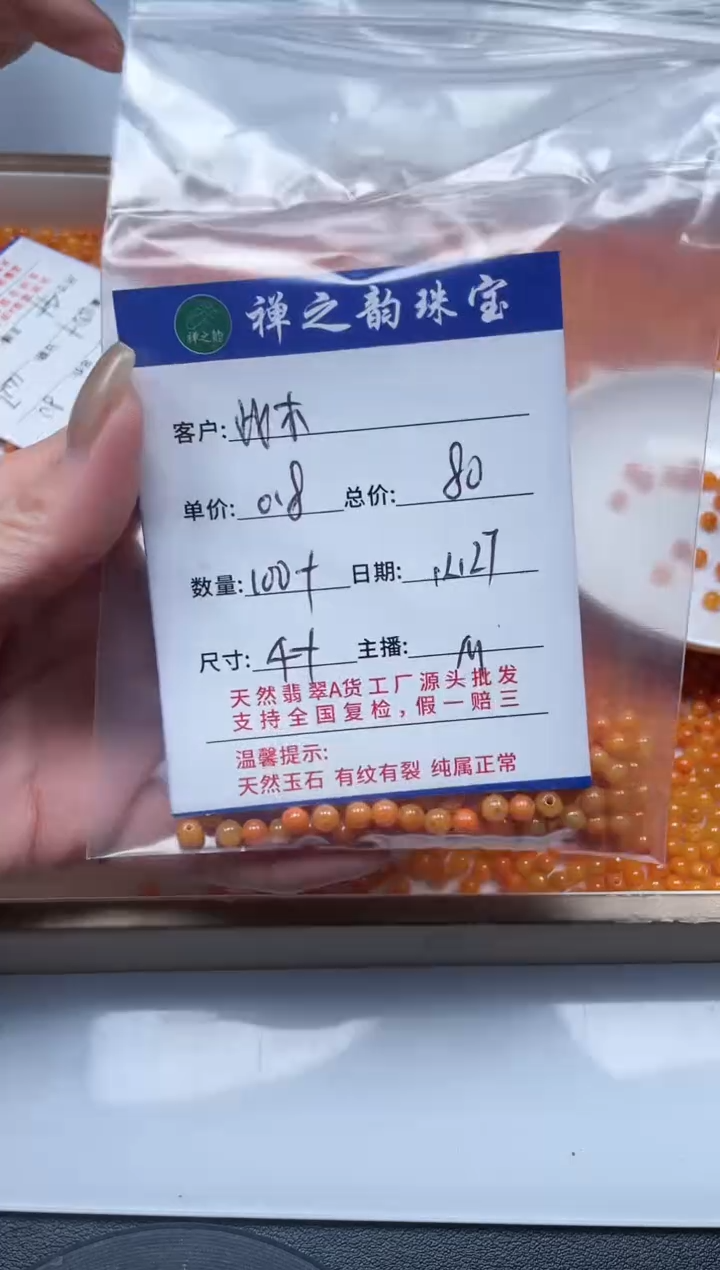 禅之韵珠宝
禅之韵
客户:
单价: 0.8 总价: 80
数量: 100+ 日期: 12.27
尺寸: 4+ 主播: M
天然翡翠A货工厂源头批发
支持全国复检,假一赔三
温馨提示:
天然玉石 有纹有裂 纯属正常